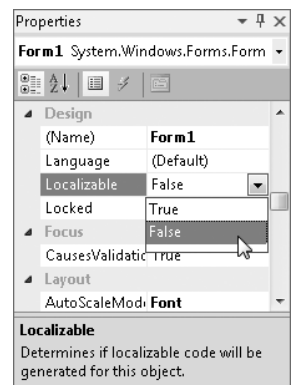 Properties
Form1 System.Windows.Forms.Form
Design
(Name) Form1
Language (Default)
Localizable False
Locked True
Focus False
CausesValidatic True
Layout
AutoScaleModi Font
Localizable
Determines if localizable code will be
generated for this object.